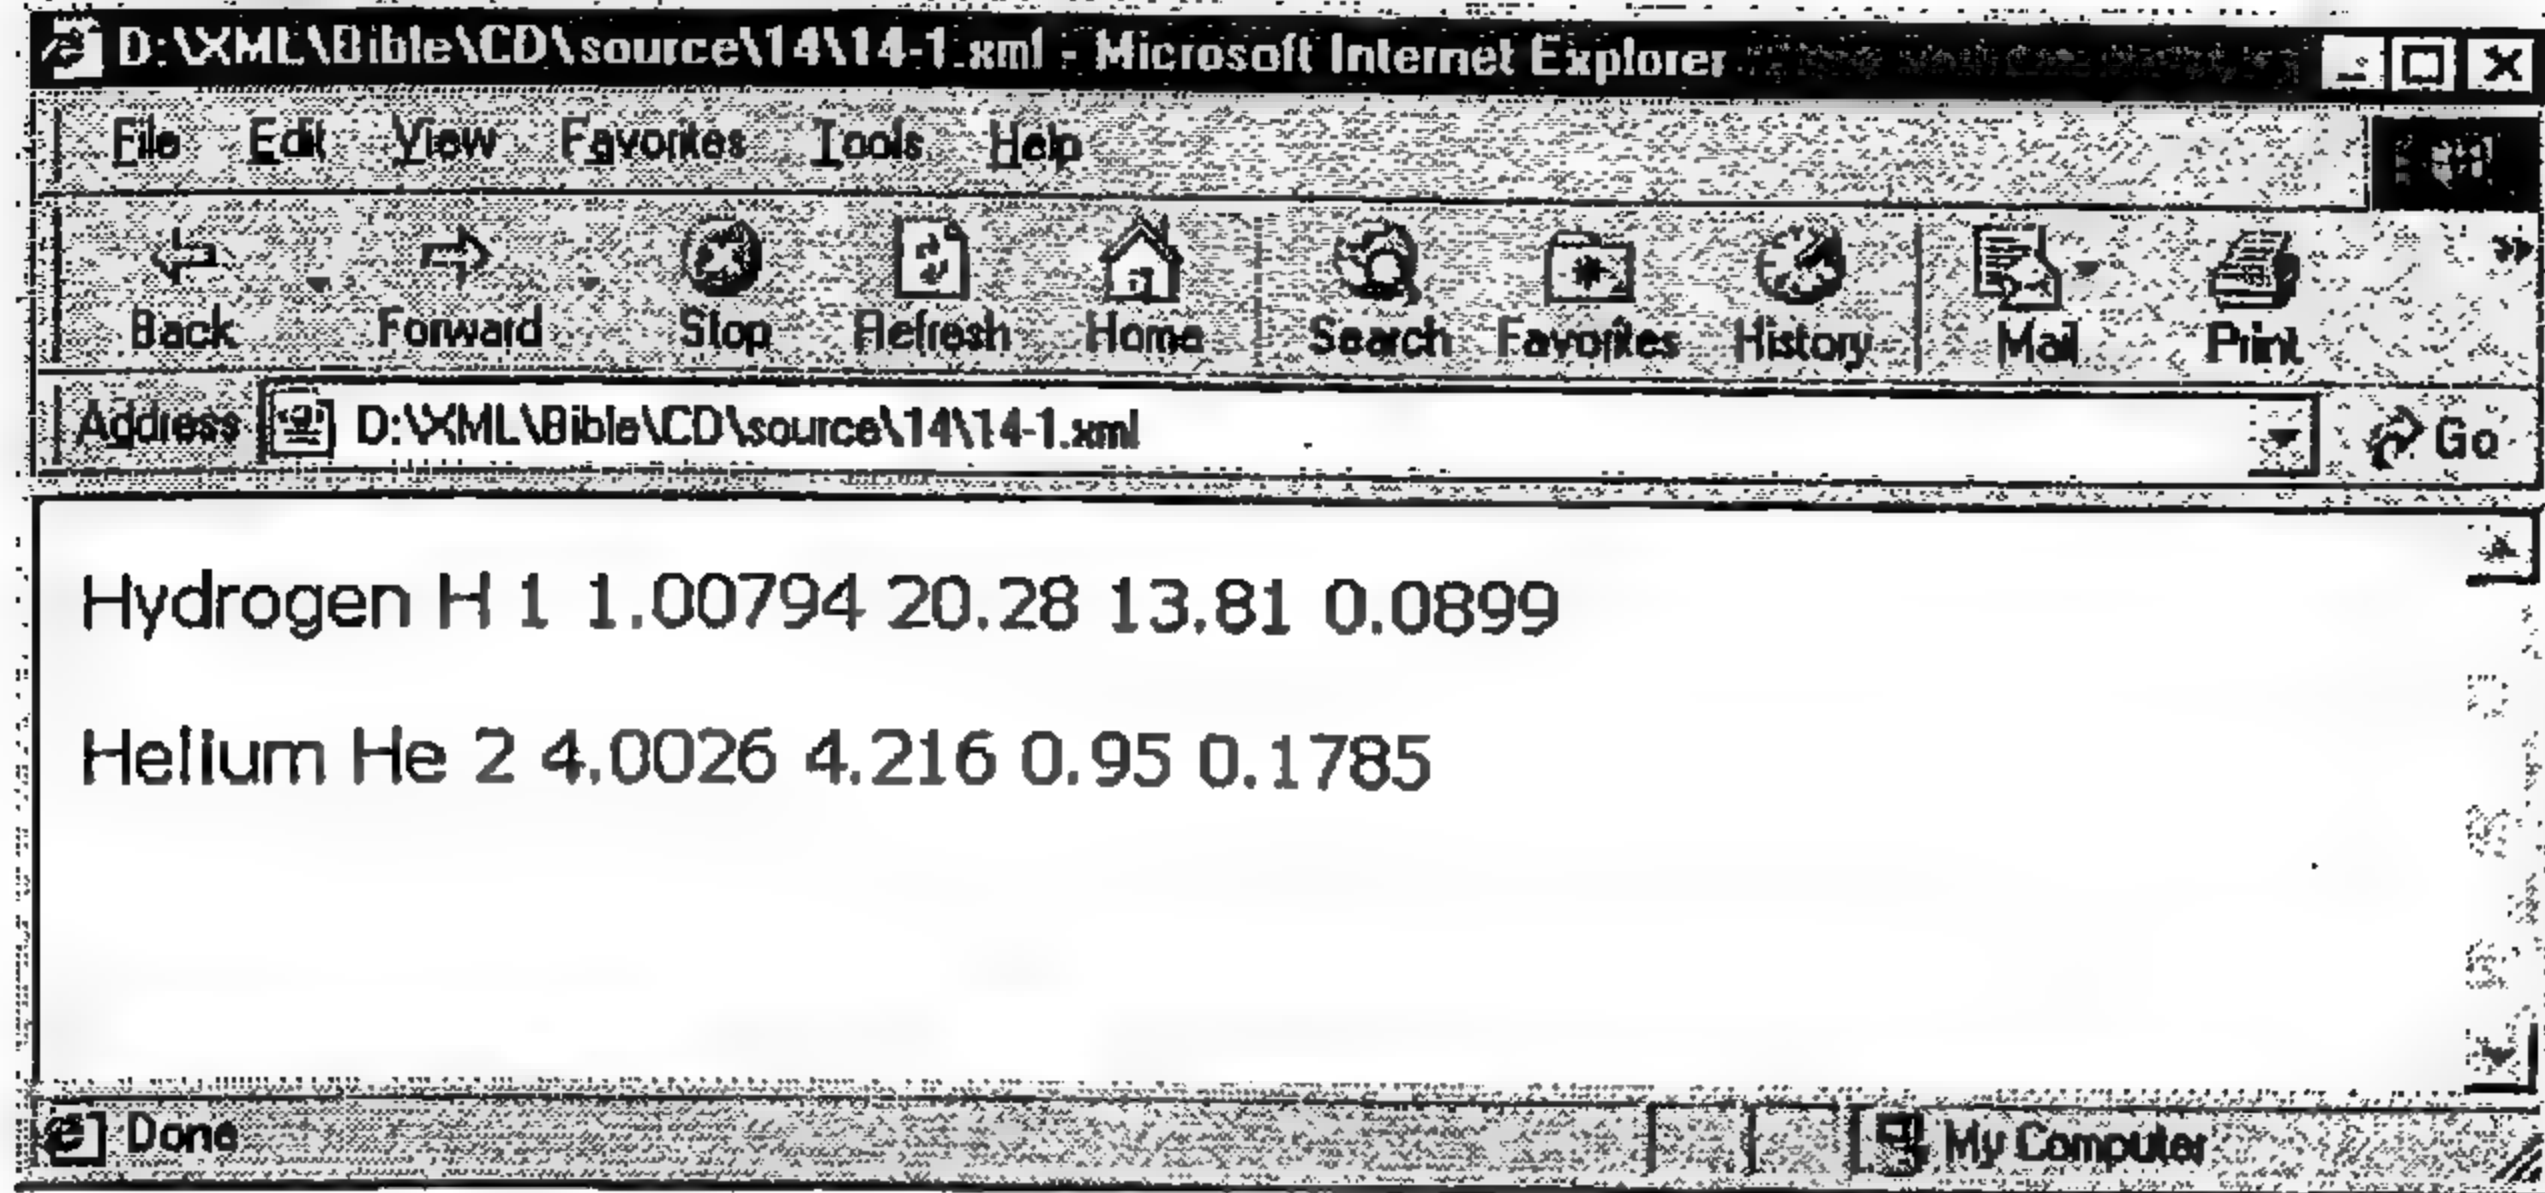 D:\XML\Bible\CD\source\14\14-1.xml - Microsoft Internet Explorer
File Edit View Favorites Tools Help
Back Forward Stop Refresh Home Search Favorites History Mail Print
Address D:\XML\Bible\CD\source\14\14-1.xml Go
Hydrogen H 1 1.00794 20.28 13.81 0.0899
Helium He 2 4.0026 4.216 0.95 0.1785
Done My Computer